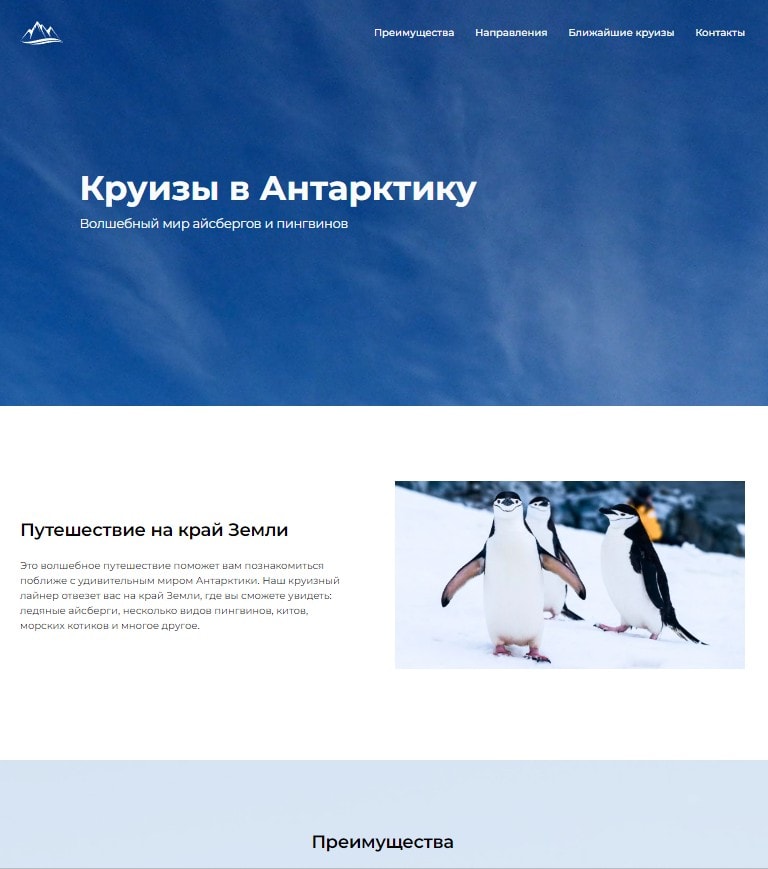 Преимущества Направления Ближайшие круизы Контакты
Круизы в Антарктику
Волшебный мир айсбергов и пингвинов
Путешествие на край Земли
Это волшебное путешествие поможет вам познакомиться
поближе с удивительным миром Антарктики. Наш круизный
лайнер отвезет вас на край Земли, где вы сможете увидеть:
ледяные айсберги, несколько видов пингвинов, китов,
морских котиков и многое другое.
Преимущества